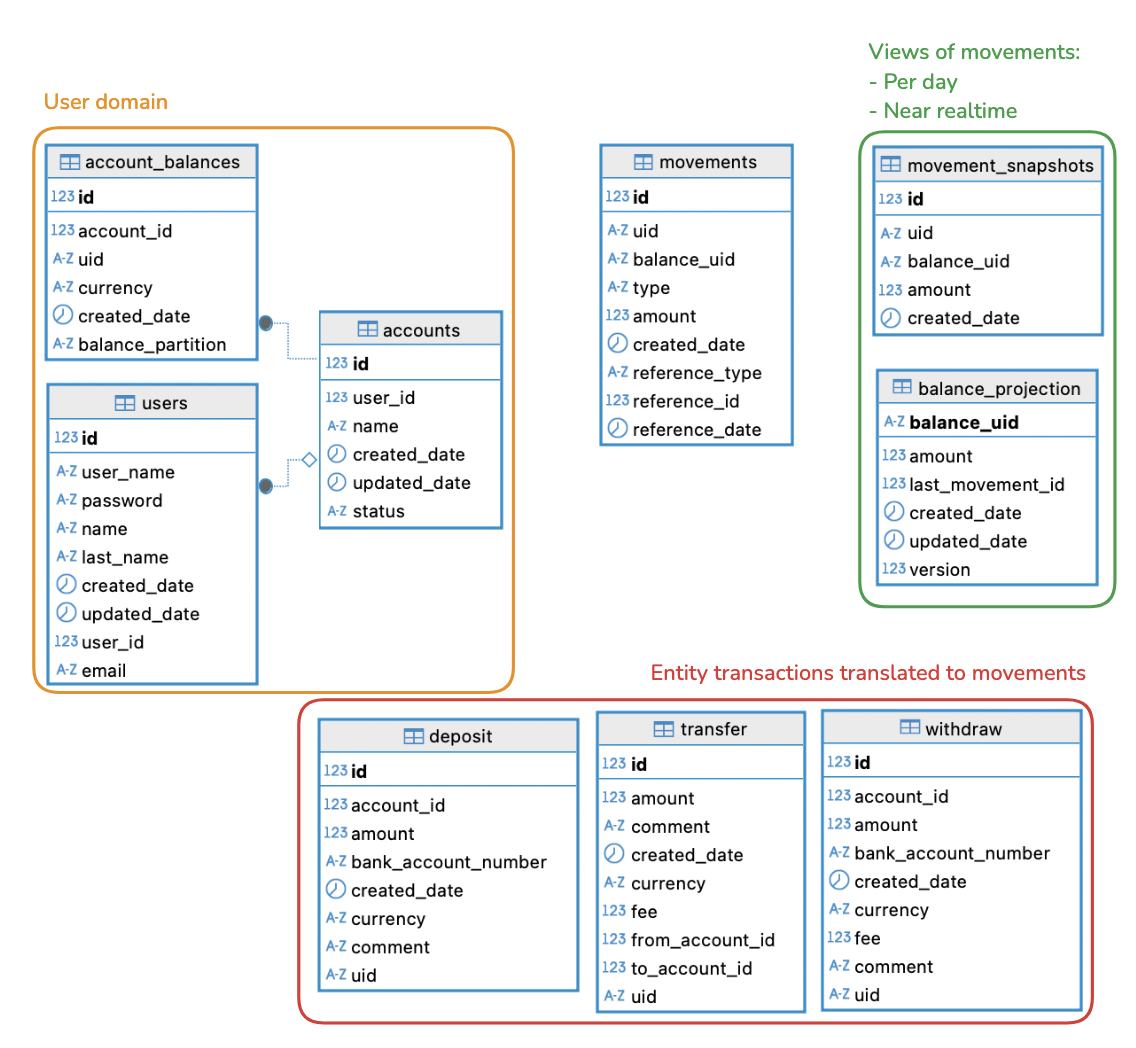 Views of movements:
- Per day
- Near realtime
User domain
account_balances
123 id
123 account_id
A-Z uid
A-Z currency
created_date
A-Z balance_partition
users
123 id
A-Z user_name
A-Z password
A-Z name
A-Z last_name
created_date
updated_date
123 user_id
A-Z email
accounts
123 id
123 user_id
A-Z name
created_date
updated_date
A-Z status
movements
123 id
A-Z uid
A-Z balance_uid
A-Z type
123 amount
created_date
A-Z reference_type
123 reference_id
reference_date
movement_snapshots
123 id
A-Z uid
A-Z balance_uid
123 amount
created_date
balance_projection
A-Z balance_uid
123 amount
123 last_movement_id
created_date
updated_date
123 version
Entity transactions translated to movements
deposit
123 id
123 account_id
123 amount
A-Z bank_account_number
created_date
A-Z currency
A-Z comment
A-Z uid
transfer
123 id
123 amount
A-Z comment
created_date
A-Z currency
123 fee
123 from_account_id
123 to_account_id
A-Z uid
withdraw
123 id
123 account_id
123 amount
A-Z bank_account_number
created_date
A-Z currency
123 fee
A-Z comment
A-Z uid